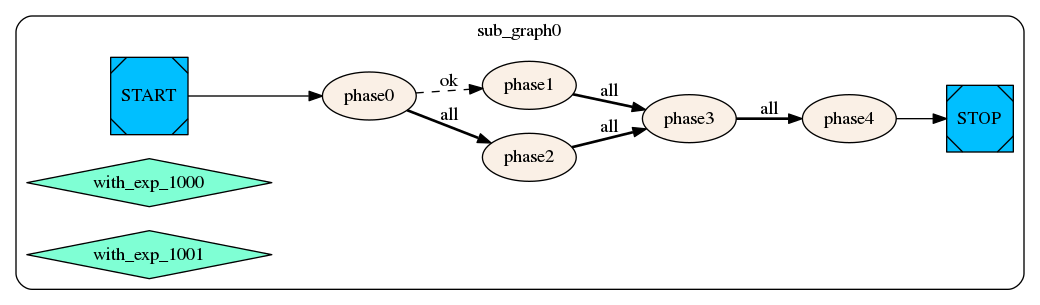 sub_graph0
START
phase0
ok
all
phase1
phase2
all
all
phase3
all
phase4
STOP
with_exp_1000
with_exp_1001